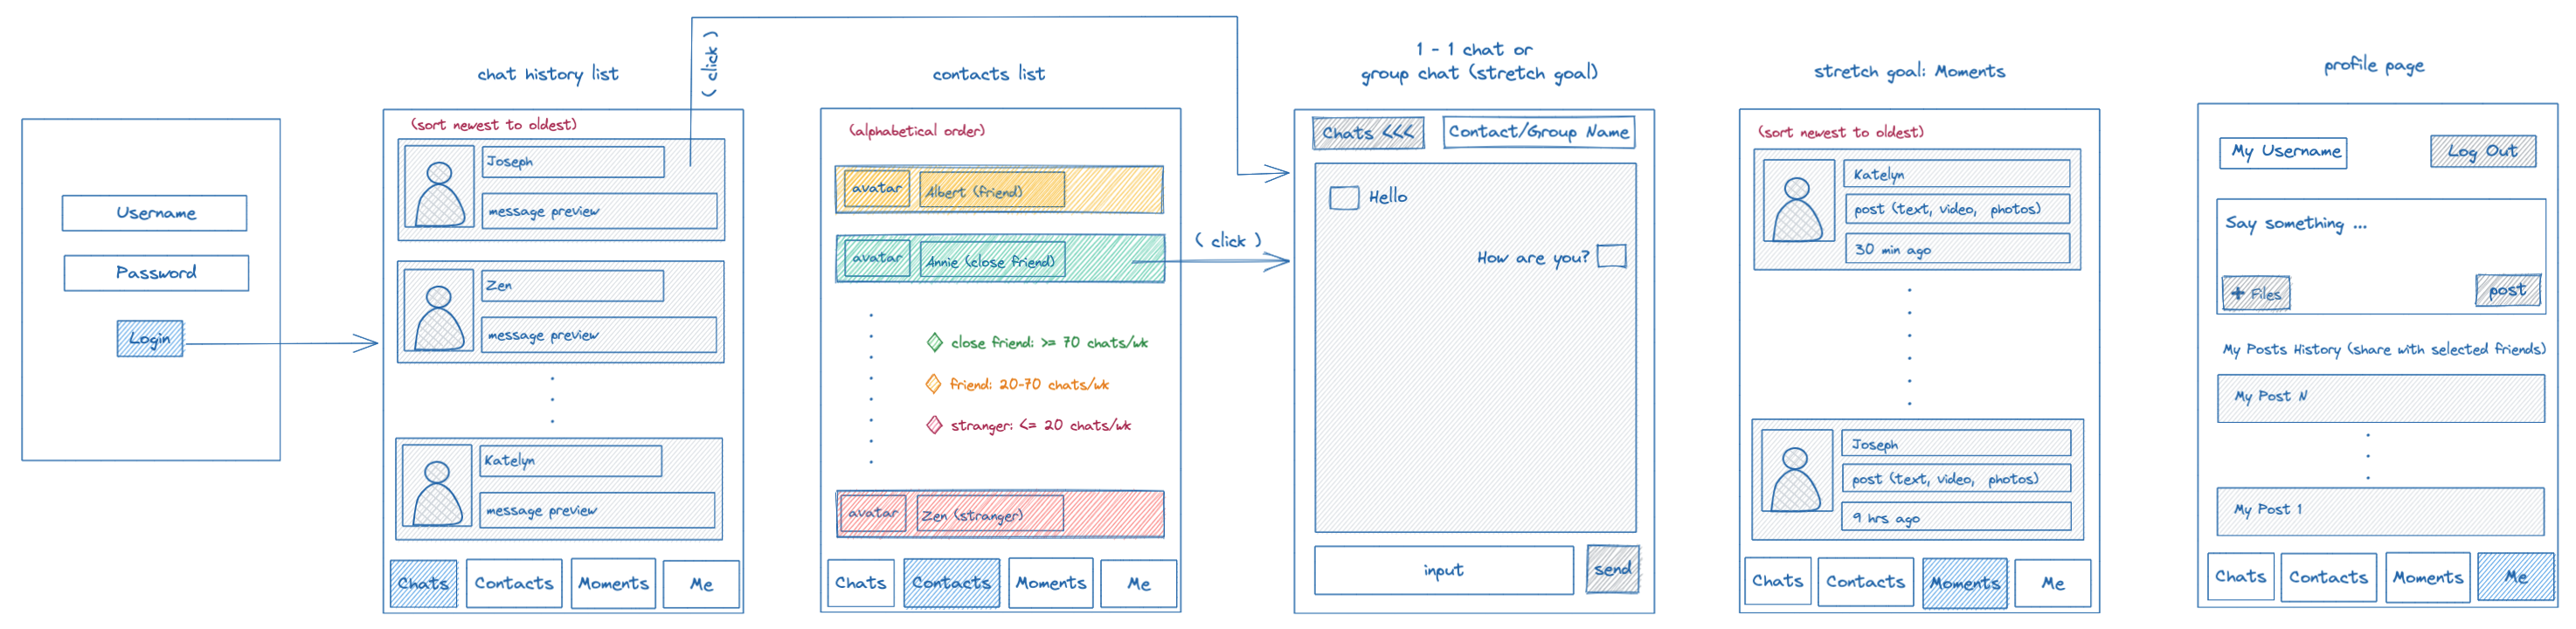 Username
Password
Login
chat history list
( click )
(sort newest to oldest)
Joseph
message preview
Zen
message preview
Katelyn
message preview
Chats
Contacts
Moments
Me
contacts list
(alphabetical order)
avatar
Albert (friend)
avatar
Annie (close friend)
( click )
close friend: >= 70 chats/wk
friend: 20-70 chats/wk
stranger: <= 20 chats/wk
avatar
Zen (stranger)
Chats
Contacts
Moments
Me
1 - 1 chat or
group chat (stretch goal)
Chats <<<
Contact/Group Name
Hello
How are you?
input
send
stretch goal: Moments
(sort newest to oldest)
Katelyn
post (text, video, photos)
30 min ago
Joseph
post (text, video, photos)
9 hrs ago
Chats
Contacts
Moments
Me
profile page
My Username
Log Out
Say something ...
+ Files
post
My Posts History (share with selected friends)
My Post N
My Post 1
Chats
Contacts
Moments
Me